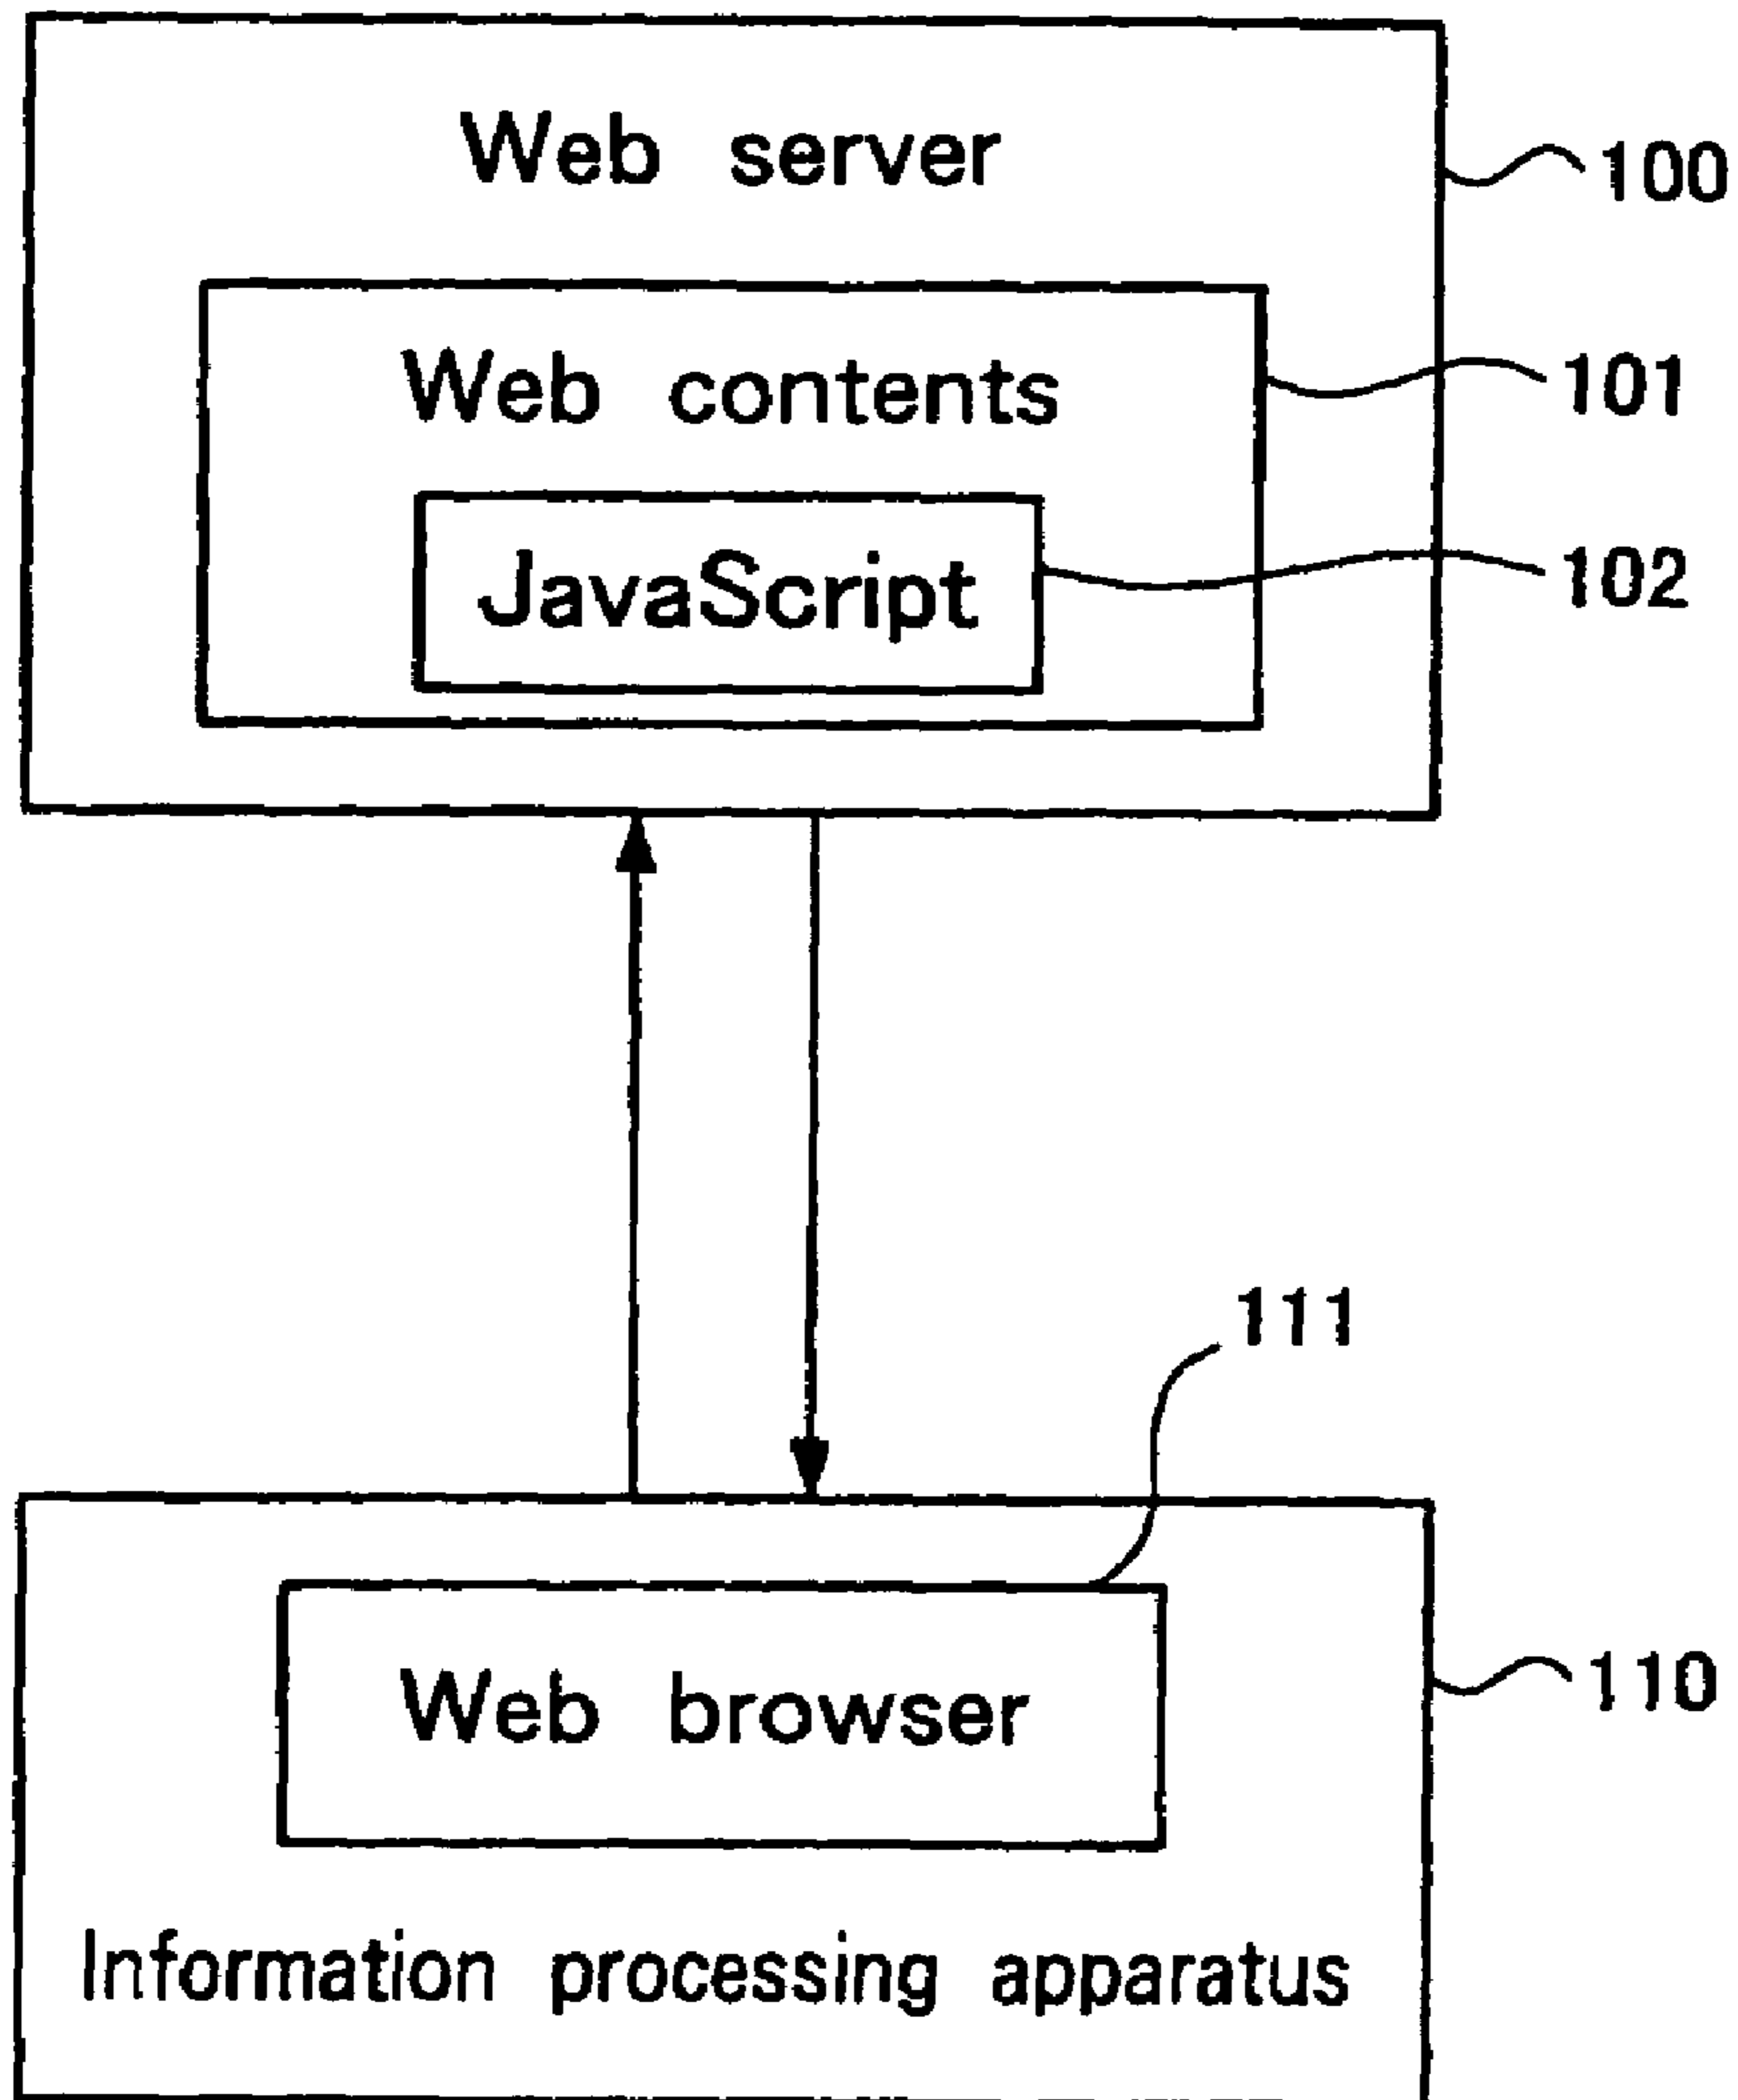 Web server
100
Web contents
101
JavaScript
102
111
Web browser
110
Information processing apparatus